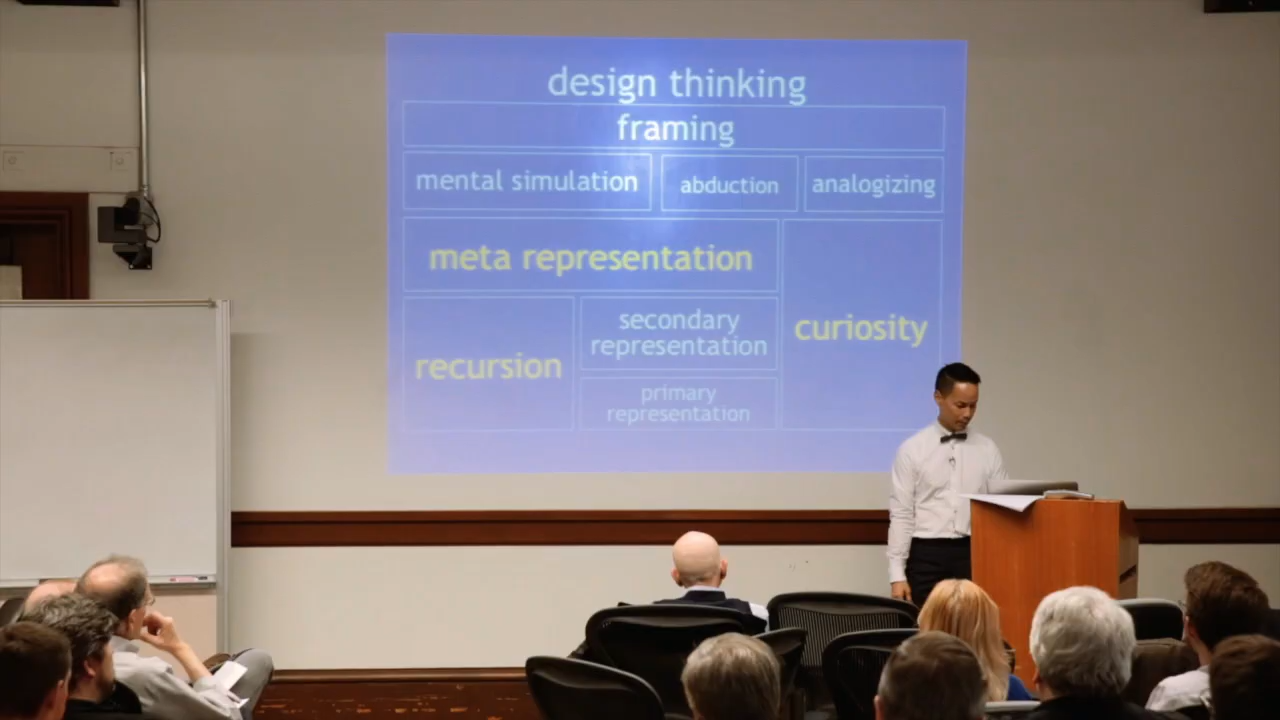 design thinking
framing
mental simulation
abduction
analogizing
meta representation
curiosity
recursion
secondary
representation
primary
representation